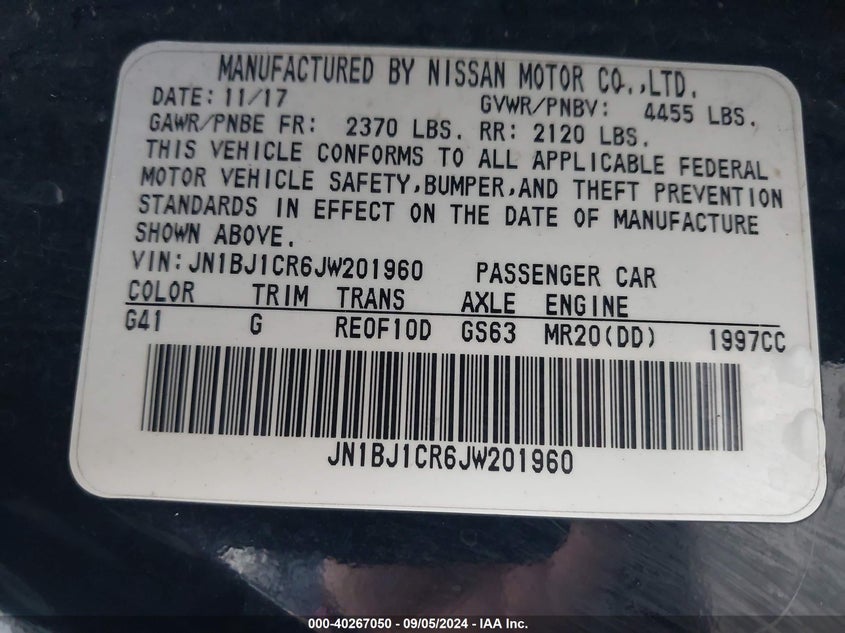 MANUFACTURED BY NISSAN MOTOR CO.,LTD.
DATE: 11/17 GVWR/PNBV: 4455 LBS.
GAWR/PNBE FR: 2370 LBS. RR: 2120 LBS.
THIS VEHICLE CONFORMS TO ALL APPLICABLE FEDERAL
MOTOR VEHICLE SAFETY,BUMPER,AND THEFT PREVENTION
STANDARDS IN EFFECT ON THE DATE OF MANUFACTURE
SHOWN ABOVE.
VIN:JN1BJ1CR6JW201960 PASSENGER CAR
COLOR TRIM TRANS AXLE ENGINE
G41 G RE0F10D GS63 MR20(DD) 1997CC
JN1BJ1CR6JW201960
000-40267050 - 09/05/2024 - IAA Inc.